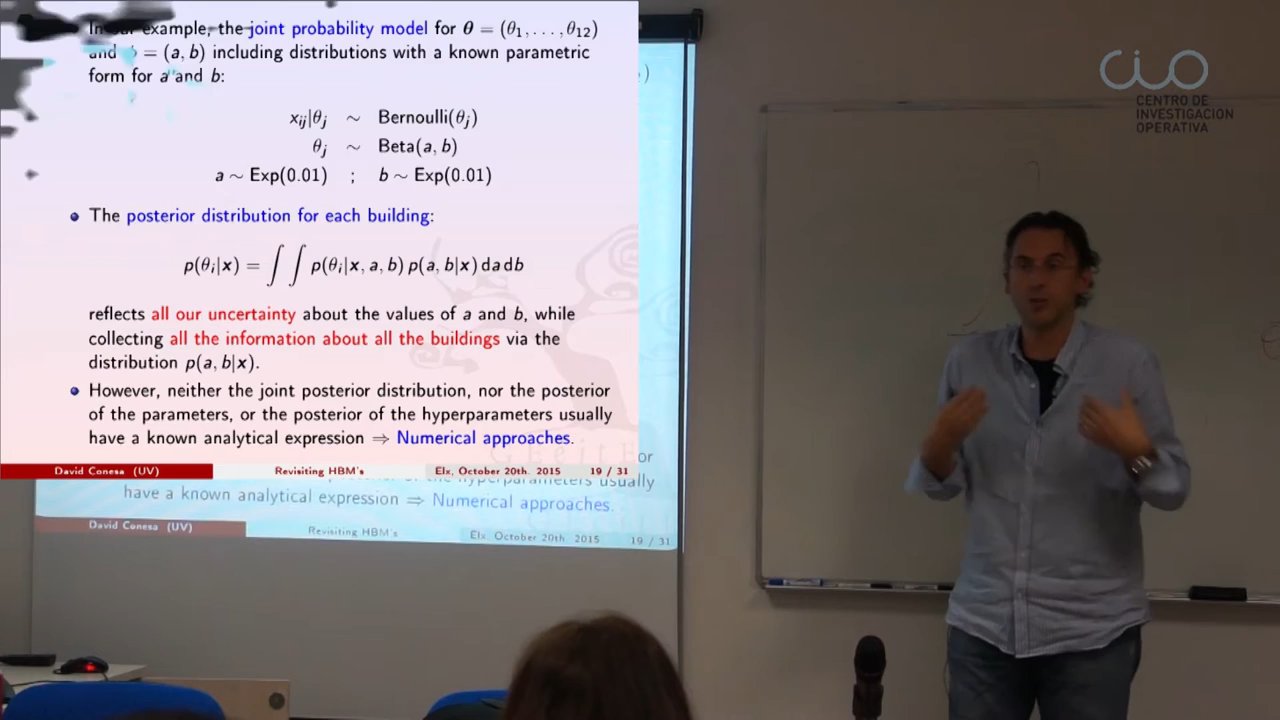 In our example, the joint probability model for θ = (θ1, . . . , θ12)
and = (a, b) including distributions with a known parametric
form for a and b:
xij|θj ∼ Bernoulli(θj)
θj ∼ Beta(a, b)
a ∼ Exp(0.01) ; b ∼ Exp(0.01)
• The posterior distribution for each building:
p(θi|x) = ∫ ∫ p(θi|x, a, b) p(a, b|x) da db
reflects all our uncertainty about the values of a and b, while
collecting all the information about all the buildings via the
distribution p(a, b|x).
• However, neither the joint posterior distribution, nor the posterior
of the parameters, or the posterior of the hyperparameters usually
have a known analytical expression ⇒ Numerical approaches.
David Conesa (UV) Revisiting HBM's Elx, October 20th. 2015 19 / 31
or
hyperparameters usually
have a known analytical expression ⇒ Numerical approaches.
David Conesa (UV) Revisiting HBM's Elx, October 20th. 2015 19 / 31
CIO
CENTRO DE
INVESTIGACION
OPERATIVA